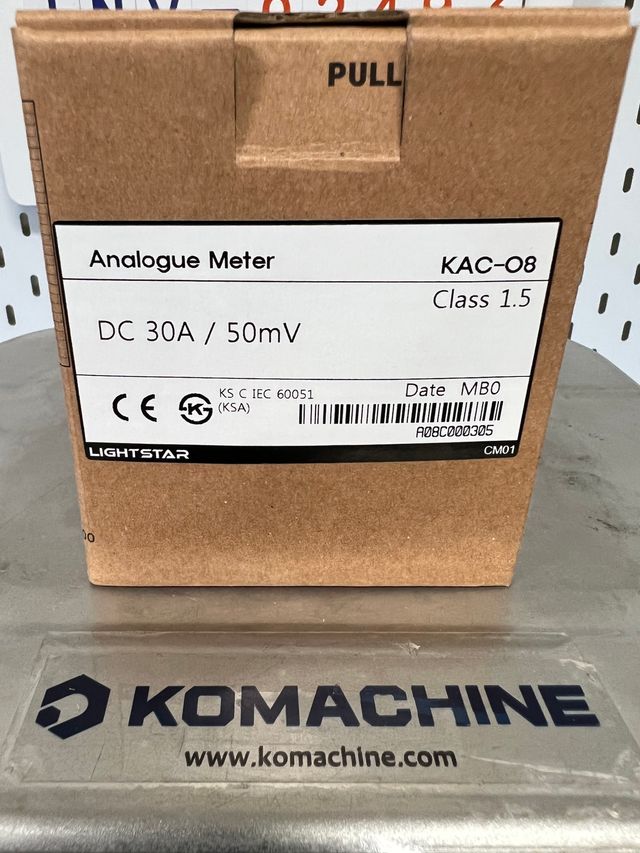 PULL
Analogue Meter
KAC-08
Class 1.5
DC 30A / 50mV
CE
KS C IEC 60051
(KSA)
Date MB0
A08C000305
LIGHTSTAR
CM01
KOMACHINE
www.komachine.com